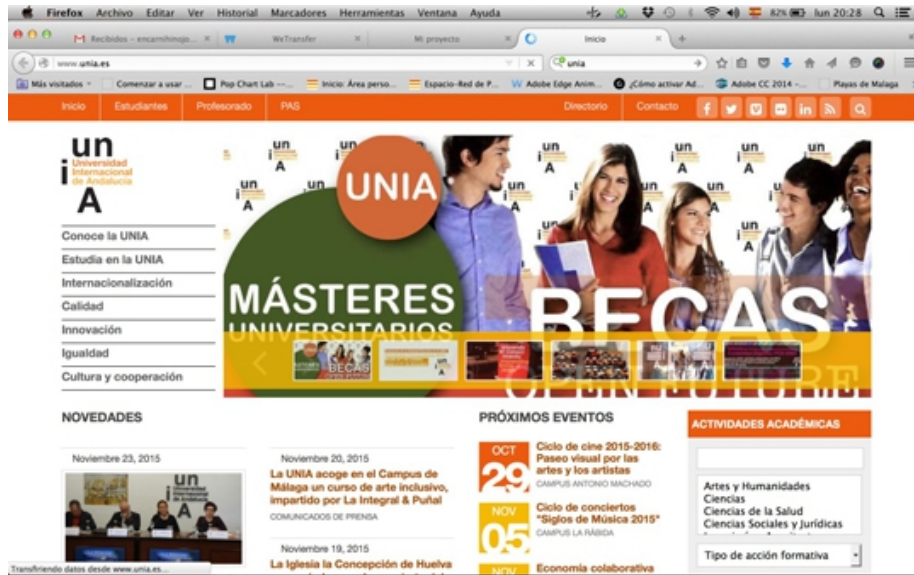 Firefox Archivo Editar Ver Historial Marcadores Herramientas Ventana Ayuda
82% lun 20:28
Recibidos – encarnihinojo...
WeTransfer
Mi proyecto
Inicio
www.unia.es
unia
Más visitados
Comenzar a usar ...
Pop Chart Lab ---...
Inicio: Área perso...
Espacio-Red de P...
Adobe Edge Anim...
¿Cómo activar Ad...
Adobe CC 2014 -...
Playas de Malaga
Inicio Estudiantes Profesorado PAS Directorio Contacto
un
i
A
Universidad
Internacional
de Andalucía
Conoce la UNIA
Estudia en la UNIA
Internacionalización
Calidad
Innovación
Igualdad
Cultura y cooperación
UNIA
MÁSTERES
UNIVERSITARIOS
BECAS
OPEN FUTURE
NOVEDADES
Noviembre 23, 2015
Noviembre 20, 2015
La UNIA acoge en el Campus de
Málaga un curso de arte inclusivo,
impartido por La Integral & Puñal
COMUNICADOS DE PRENSA
Noviembre 19, 2015
La Iglesia la Concepción de Huelva
PRÓXIMOS EVENTOS
OCT
29
Ciclo de cine 2015-2016:
Paseo visual por las
artes y los artistas
CAMPUS ANTONIO MACHADO
NOV
05
Ciclo de conciertos
"Siglos de Música 2015"
CAMPUS LA RÁBIDA
NOV
Economía colaborativa
ACTIVIDADES ACADÉMICAS
Artes y Humanidades
Ciencias
Ciencias de la Salud
Ciencias Sociales y Jurídicas
Tipo de acción formativa
Transfiriendo datos desde www.unia.es...